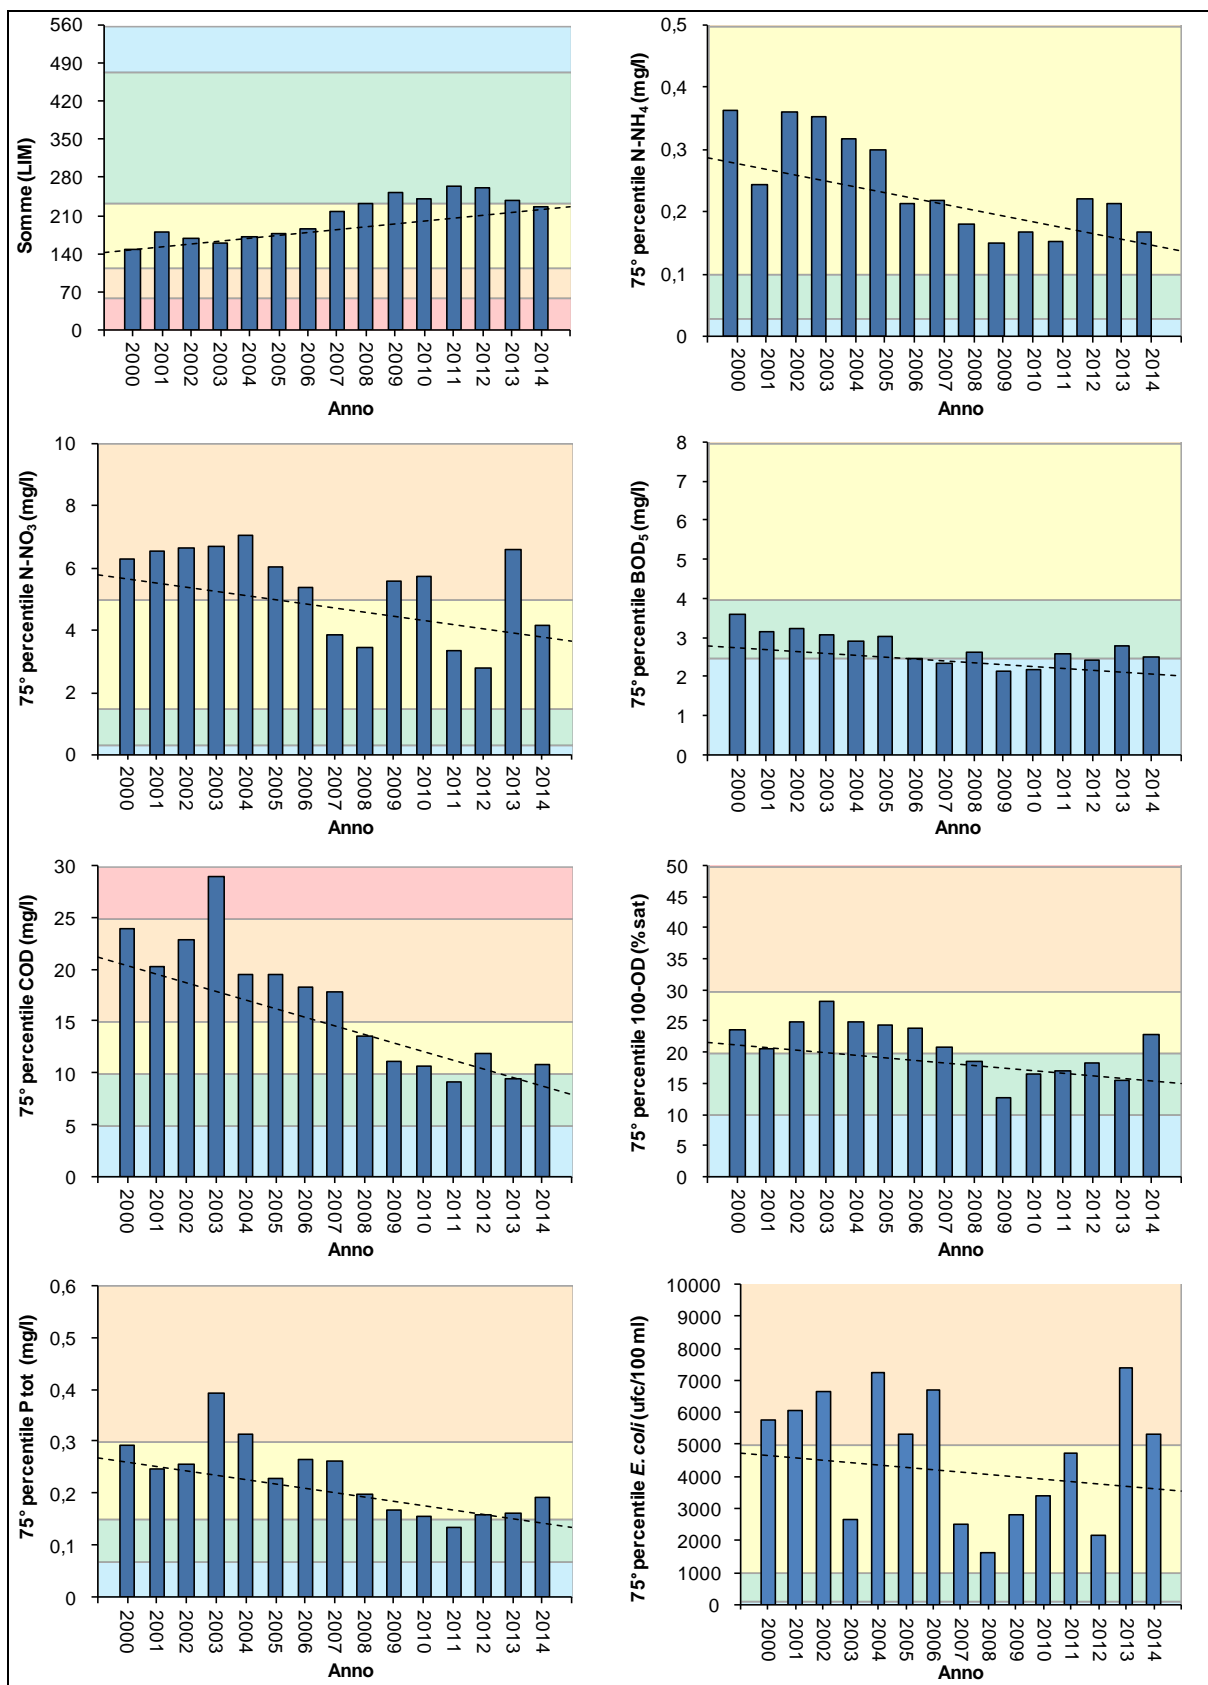 Somme (LIM)
560
490
420
350
280
210
140
70
0
2000 2001 2002 2003 2004 2005 2006 2007 2008 2009 2010 2011 2012 2013 2014
Anno
75° percentile N-NH₄ (mg/l)
0,5
0,4
0,3
0,2
0,1
0
2000 2001 2002 2003 2004 2005 2006 2007 2008 2009 2010 2011 2012 2013 2014
Anno
75° percentile N-NO₃ (mg/l)
10
8
6
4
2
0
2000 2001 2002 2003 2004 2005 2006 2007 2008 2009 2010 2011 2012 2013 2014
Anno
75° percentile BOD₅ (mg/l)
8
7
6
5
4
3
2
1
0
2000 2001 2002 2003 2004 2005 2006 2007 2008 2009 2010 2011 2012 2013 2014
Anno
75° percentile COD (mg/l)
30
25
20
15
10
5
0
2000 2001 2002 2003 2004 2005 2006 2007 2008 2009 2010 2011 2012 2013 2014
Anno
75° percentile 100-OD (% sat)
50
45
40
35
30
25
20
15
10
5
0
2000 2001 2002 2003 2004 2005 2006 2007 2008 2009 2010 2011 2012 2013 2014
Anno
75° percentile P tot (mg/l)
0,6
0,5
0,4
0,3
0,2
0,1
0
2000 2001 2002 2003 2004 2005 2006 2007 2008 2009 2010 2011 2012 2013 2014
Anno
75° percentile E. coli (ufc/100 ml)
10000
9000
8000
7000
6000
5000
4000
3000
2000
1000
0
2000 2001 2002 2003 2004 2005 2006 2007 2008 2009 2010 2011 2012 2013 2014
Anno